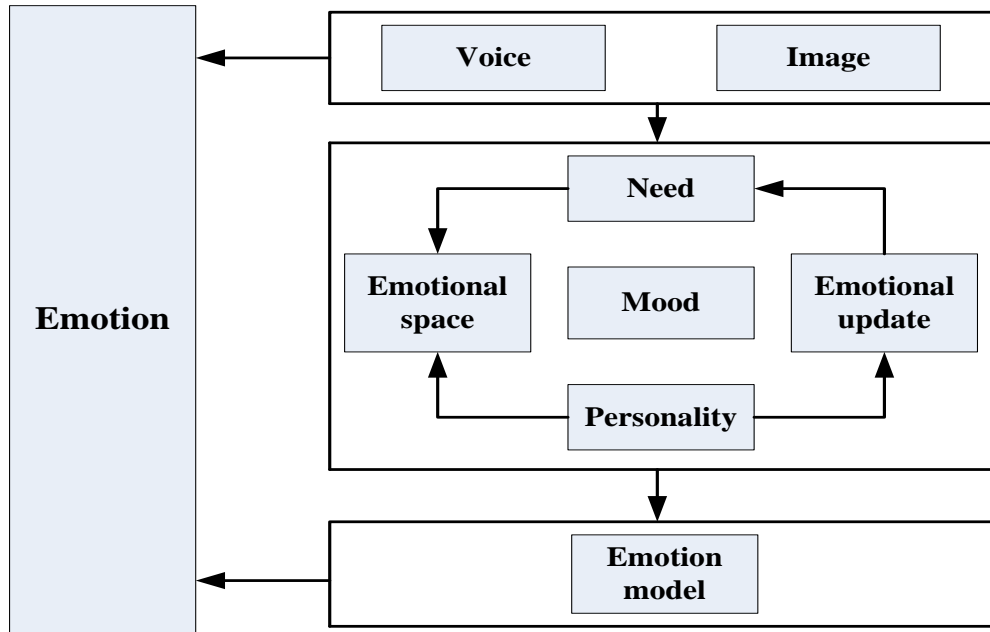 Voice
Image
Need
Emotional
space
Mood
Emotional
update
Emotion
Personality
Emotion
model